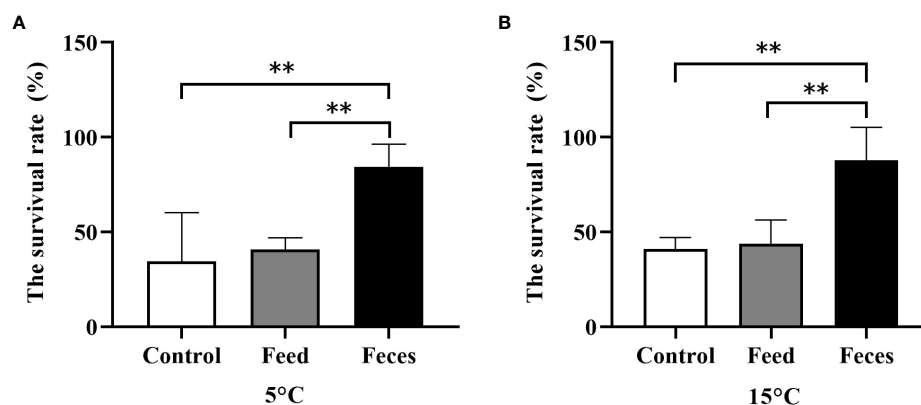 A
The survivual rate (%)
150
100
50
0
**
**
Control Feed Feces
5°C
B
The survivual rate (%)
150
100
50
0
**
**
Control Feed Feces
15°C